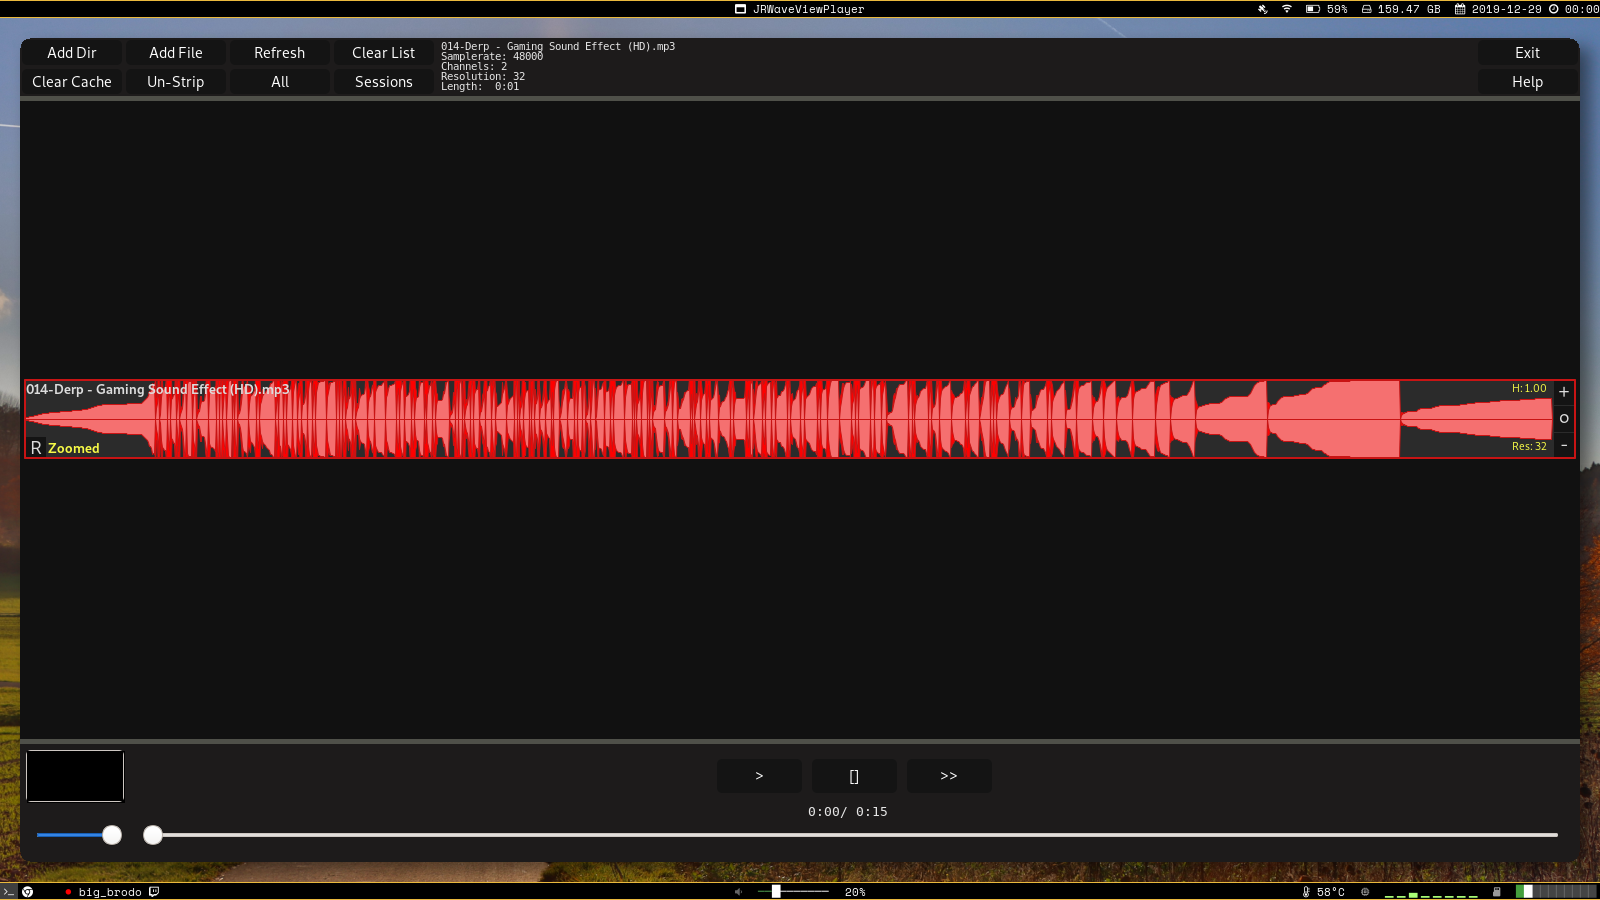 JRWaveViewPlayer
59% 159.47 GB 2019-12-29 00:00
Add Dir Add File Refresh Clear List
Clear Cache Un-Strip All Sessions
014-Derp - Gaming Sound Effect (HD).mp3
Samplerate: 48000
Channels: 2
Resolution: 32
Length: 0:01
Exit
Help
014-Derp - Gaming Sound Effect (HD).mp3
H:1.00
+
o
-
R Zoomed
Res: 32
> [] >>
0:00/ 0:15
>_ big_brodo 20% 58°C